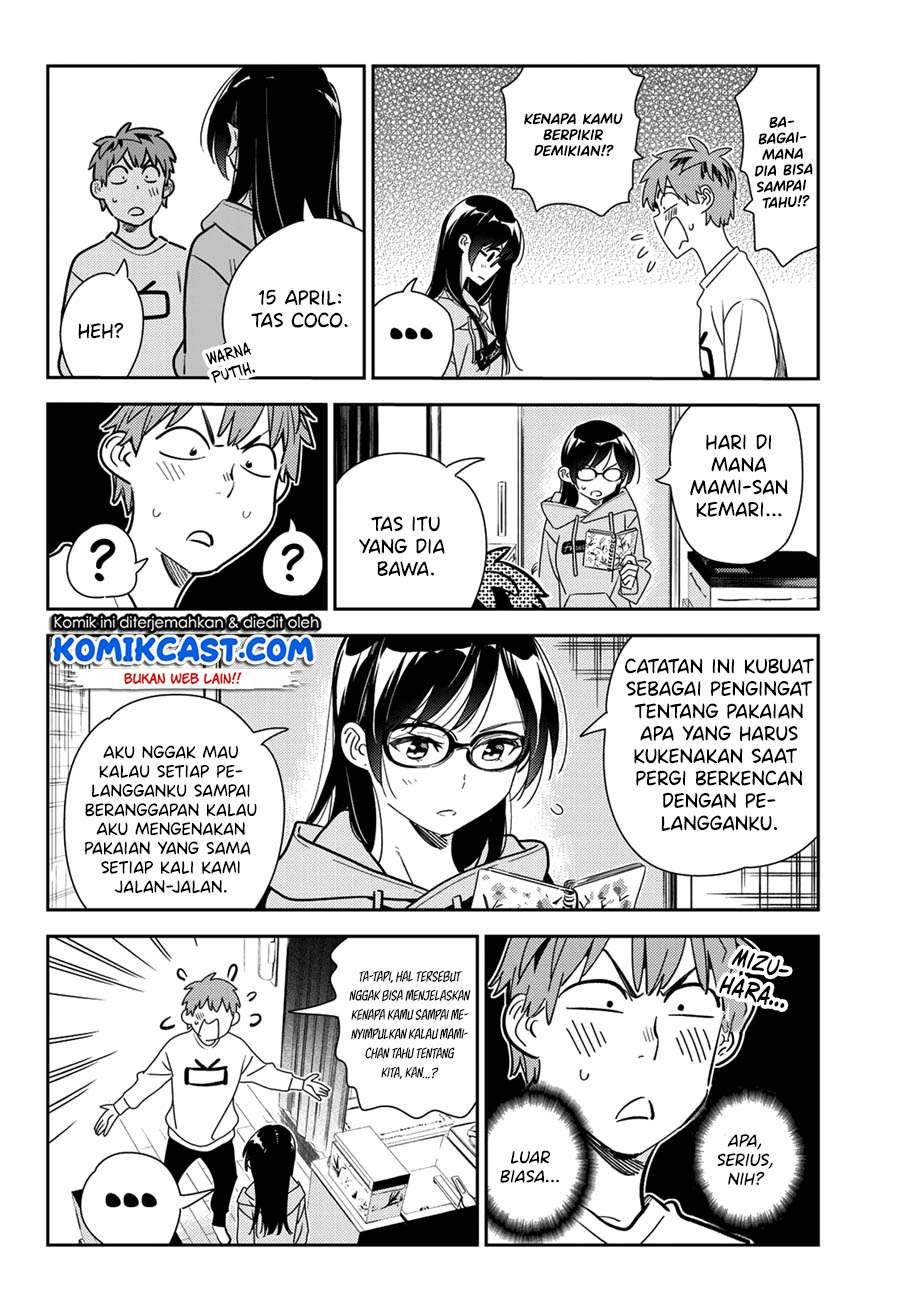 BA-
BAGAI-
MANA
DIA BISA
SAMPAI
TAHU!?
KENAPA KAMU
BERPIKIR
DEMIKIAN!?
...
15 APRIL:
TAS COCO.
WARNA
PUTIH.
HEH?
HARI DI
MANA
MAMI-SAN
KEMARI...
TAS ITU
YANG DIA
BAWA.
?
?
Komik ini diterjemahkan & diedit oleh
KOMIKCAST.COM
BUKAN WEB LAIN!!
CATATAN INI KUBUAT
SEBAGAI PENGINGAT
TENTANG PAKAIAN
APA YANG HARUS
KUKENAKAN SAAT
PERGI BERKENCAN
DENGAN PE-
LANGGANKU.
AKU NGGAK MAU
KALAU SETIAP PE-
LANGGANKU SAMPAI
BERANGGAPAN KALAU
AKU MENGENAKAN
PAKAIAN YANG SAMA
SETIAP KALI KAMI
JALAN-JALAN.
MIZU-
HARA...
APA,
SERIUS,
NIH?
LUAR
BIASA...
TA-TAPI, HAL TERSEBUT
NGGAK BISA MENJELASKAN
KENAPA KAMU SAMPAI ME-
NYIMPULKAN KALAU MAMI-
CHAN TAHU TENTANG
KITA, KAN...?
...